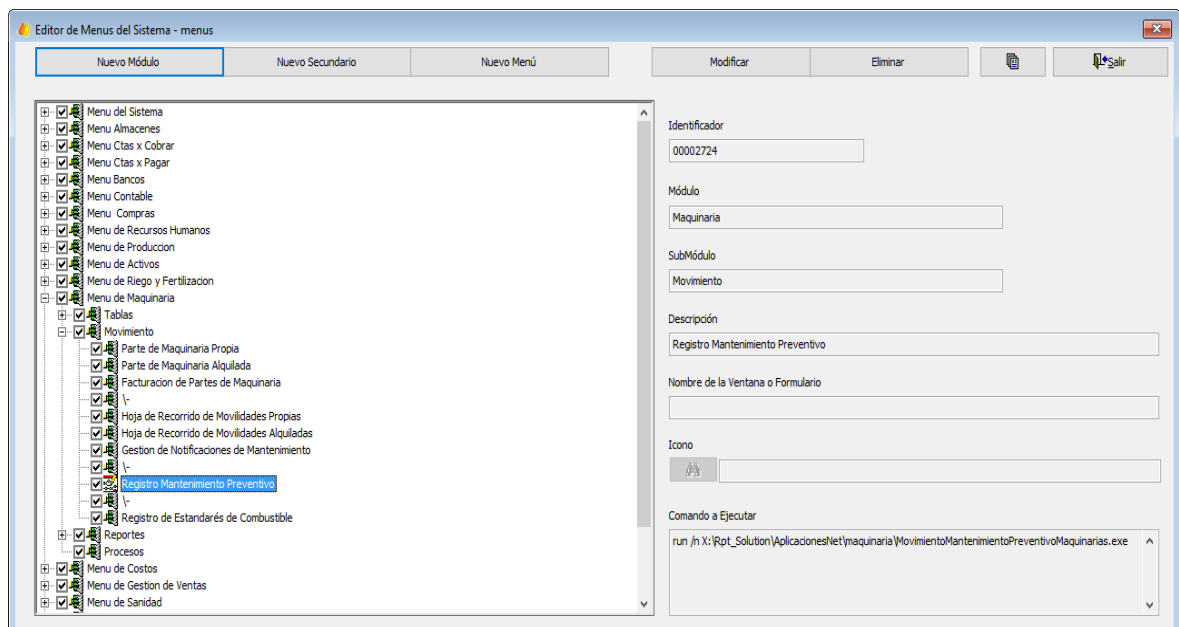 Editor de Menus del Sistema - menus
Nuevo Módulo
Nuevo Secundario
Nuevo Menú
Modificar
Eliminar
Salir
Menu del Sistema
Menu Almacenes
Menu Ctas x Cobrar
Menu Ctas x Pagar
Menu Bancos
Menu Contable
Menu  Compras
Menu de Recursos Humanos
Menu de Produccion
Menu de Activos
Menu de Riego y Fertilizacion
Menu de Maquinaria
Tablas
Movimiento
Parte de Maquinaria Propia
Parte de Maquinaria Alquilada
Facturacion de Partes de Maquinaria
\-
Hoja de Recorrido de Movilidades Propias
Hoja de Recorrido de Movilidades Alquiladas
Gestion de Notificaciones de Mantenimiento
\-
Registro Mantenimiento Preventivo
\-
Registro de Estandarés de Combustible
Reportes
Procesos
Menu de Costos
Menu de Gestion de Ventas
Menu de Sanidad
Identificador
00002724
Módulo
Maquinaria
SubMódulo
Movimiento
Descripción
Registro Mantenimiento Preventivo
Nombre de la Ventana o Formulario
Icono
Comando a Ejecutar
run /n X:\Rpt_Solution\AplicacionesNet\maquinaria\MovimientoMantenimientoPreventivoMaquinarias.exe